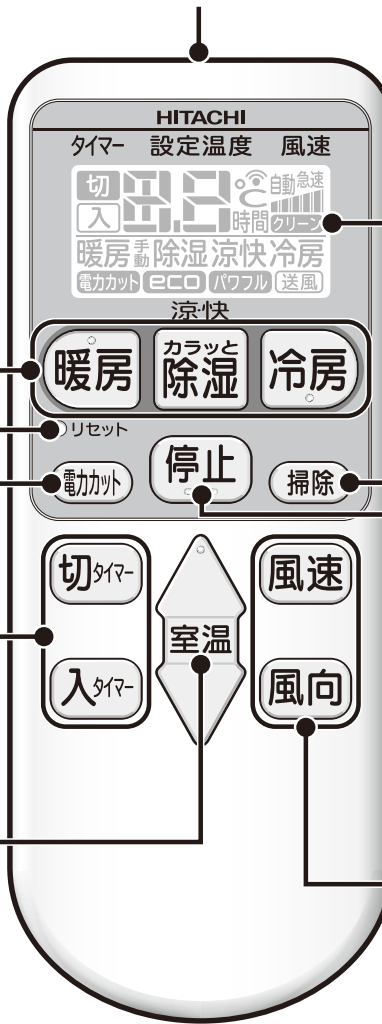 HITACHI
タイマー 設定温度 風速
切 8.8 ℃ 自動 急速
入 時間 クリーン
暖房 手動 除湿 涼快 冷房
電力カット eco パワフル 送風
涼・快
暖房 カラッと除湿 冷房
リセット
電力カット 停止 掃除
切タイマー 風速
室温
入タイマー 風向